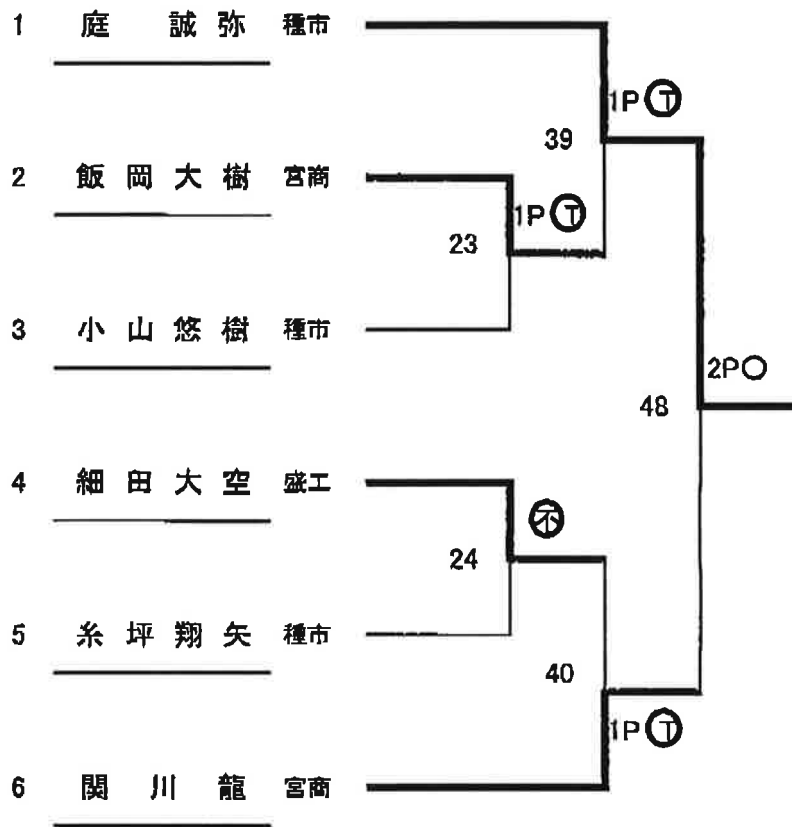 1 庭 誠弥 種市
1P Ⓣ
39
2 飯岡大樹 宮商
1P Ⓣ
23
3 小山悠樹 種市
2P○
48
4 細田大空 盛工
不
24
5 糸坪翔矢 種市
40
1P Ⓣ
6 関川 龍 宮商